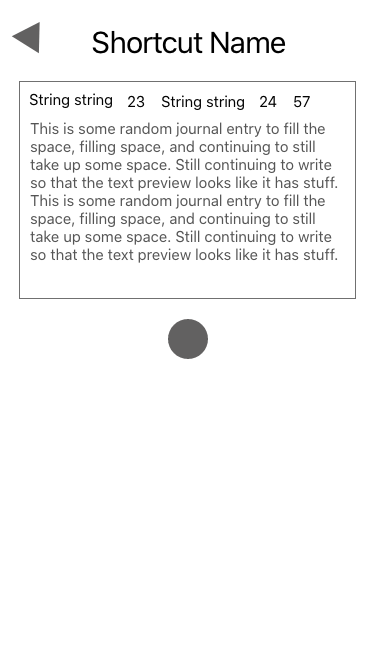 Shortcut Name
String string 23 String string 24 57
This is some random journal entry to fill the
space, filling space, and continuing to still
take up some space. Still continuing to write
so that the text preview looks like it has stuff.
This is some random journal entry to fill the
space, filling space, and continuing to still
take up some space. Still continuing to write
so that the text preview looks like it has stuff.